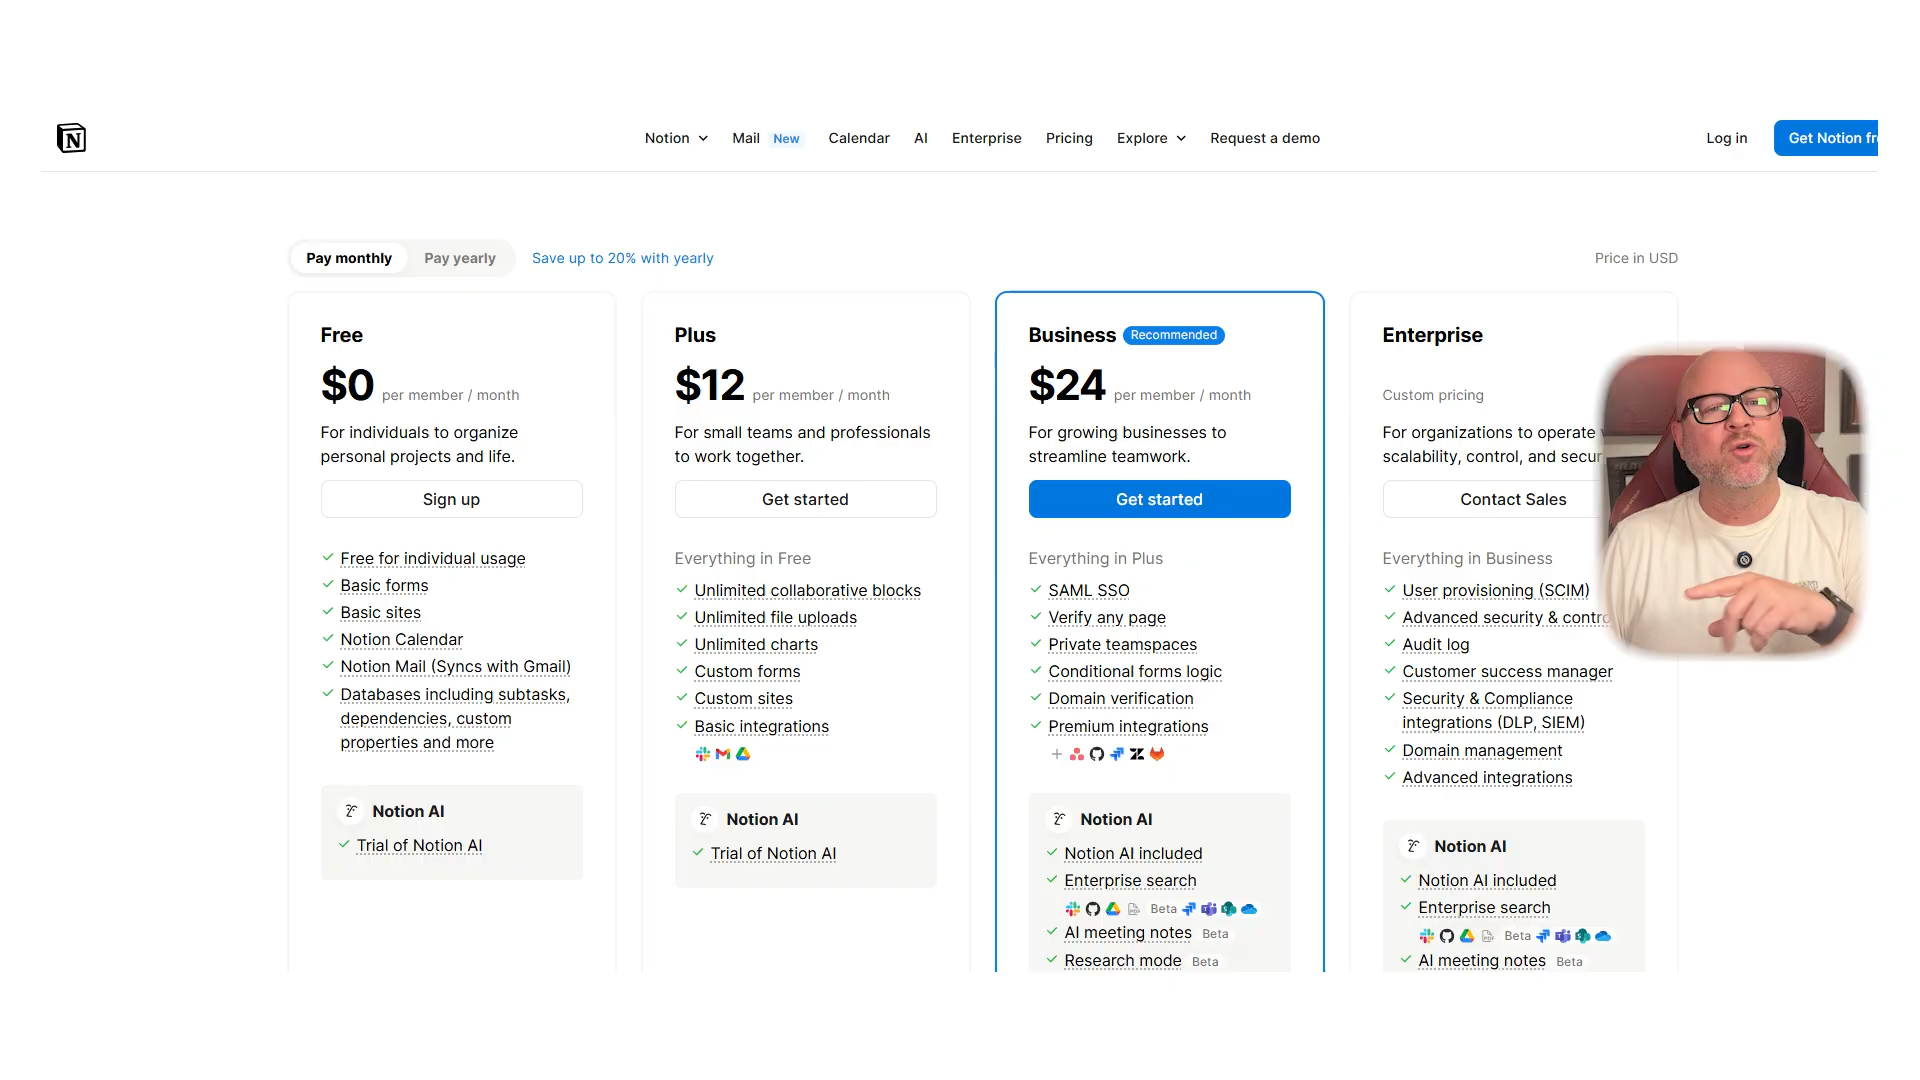 N
Notion
Mail New
Calendar
AI
Enterprise
Pricing
Explore
Request a demo
Log in
Get Notion
Pay monthly
Pay yearly
Save up to 20% with yearly
Price in USD
Free
$0 per member / month
For individuals to organize
personal projects and life.
Sign up
Free for individual usage
Basic forms
Basic sites
Notion Calendar
Notion Mail (Syncs with Gmail)
Databases including subtasks,
dependencies, custom
properties and more
Notion AI
Trial of Notion AI
Plus
$12 per member / month
For small teams and professionals
to work together.
Get started
Everything in Free
Unlimited collaborative blocks
Unlimited file uploads
Unlimited charts
Custom forms
Custom sites
Basic integrations
Notion AI
Trial of Notion AI
Business Recommended
$24 per member / month
For growing businesses to
streamline teamwork.
Get started
Everything in Plus
SAML SSO
Verify any page
Private teamspaces
Conditional forms logic
Domain verification
Premium integrations
+
Notion AI
Notion AI included
Enterprise search
Beta
AI meeting notes Beta
Research mode Beta
Enterprise
Custom pricing
For organizations to operate
scalability, control, and
Contact Sales
Everything in Business
User provisioning (SCIM)
Advanced security &
Audit log
Customer success manager
Security & Compliance
integrations (DLP, SIEM)
Domain management
Advanced integrations
Notion AI
Notion AI included
Enterprise search
Beta
AI meeting notes Beta